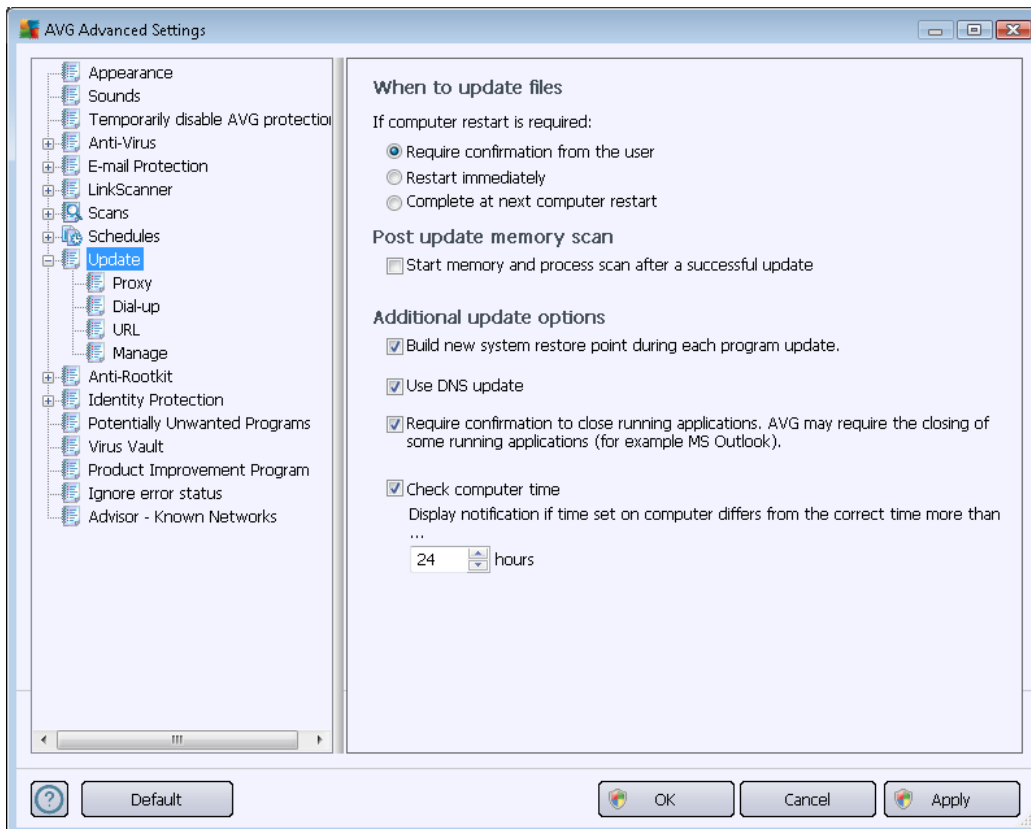 AVG Advanced Settings
Appearance
Sounds
Temporarily disable AVG protection
Anti-Virus
E-mail Protection
LinkScanner
Scans
Schedules
Update
Proxy
Dial-up
URL
Manage
Anti-Rootkit
Identity Protection
Potentially Unwanted Programs
Virus Vault
Product Improvement Program
Ignore error status
Advisor - Known Networks
When to update files
If computer restart is required:
Require confirmation from the user
Restart immediately
Complete at next computer restart
Post update memory scan
Start memory and process scan after a successful update
Additional update options
Build new system restore point during each program update.
Use DNS update
Require confirmation to close running applications. AVG may require the closing of
some running applications (for example MS Outlook).
Check computer time
Display notification if time set on computer differs from the correct time more than
...
24 hours
? Default OK Cancel Apply